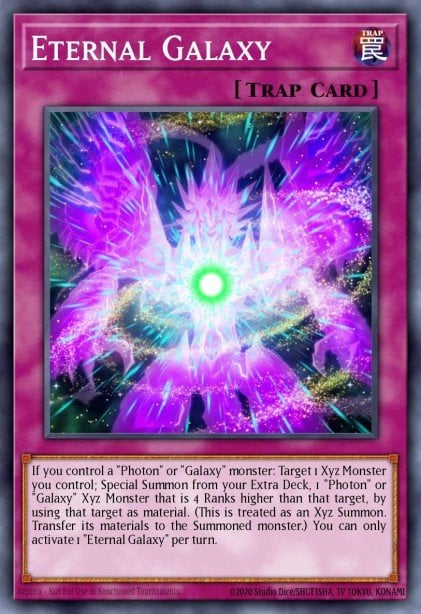 Eternal Galaxy
TRAP
罠
[Trap Card]
If you control a "Photon" or "Galaxy" monster: Target 1 Xyz Monster
you control; Special Summon from your Extra Deck, 1 "Photon" or
"Galaxy" Xyz Monster that is 4 Ranks higher than that target, by
using that target as material. (This is treated as an Xyz Summon.
Transfer its materials to the Summoned monster.) You can only
activate 1 "Eternal Galaxy" per turn.
Replica - Not For Use in Sanctioned Tournaments
©2020 Studio Dice/SHUEISHA, TV TOKYO, KONAMI